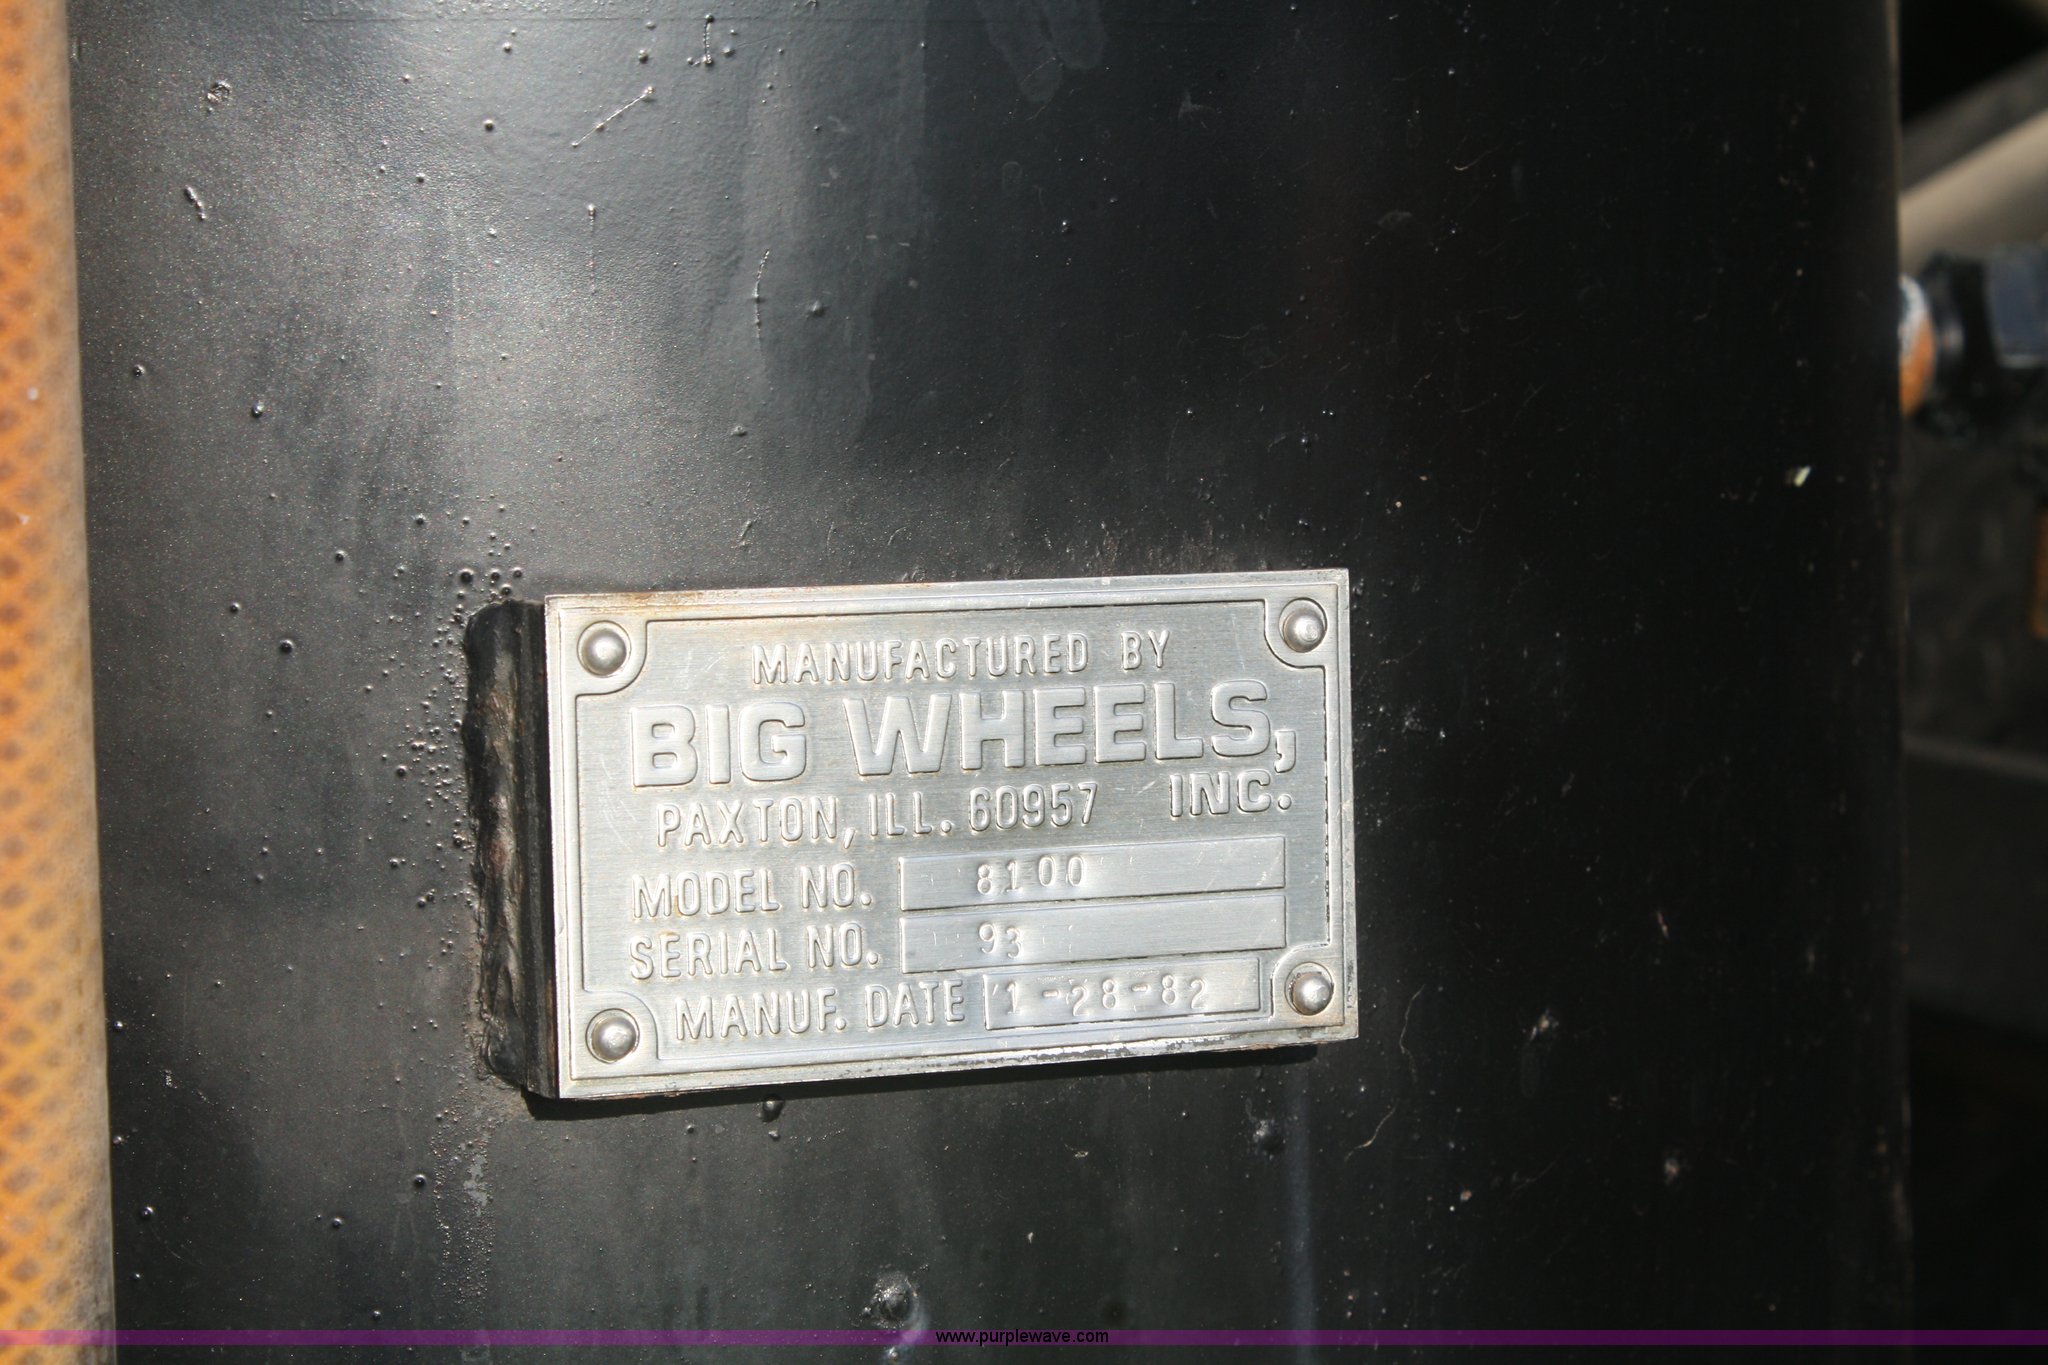 MANUFACTURED BY
BIG WHEELS,
INC.
PAXTON, ILL. 60957
MODEL NO. 8100
SERIAL NO. 93
MANUF. DATE 1-28-82
www.purplewave.com